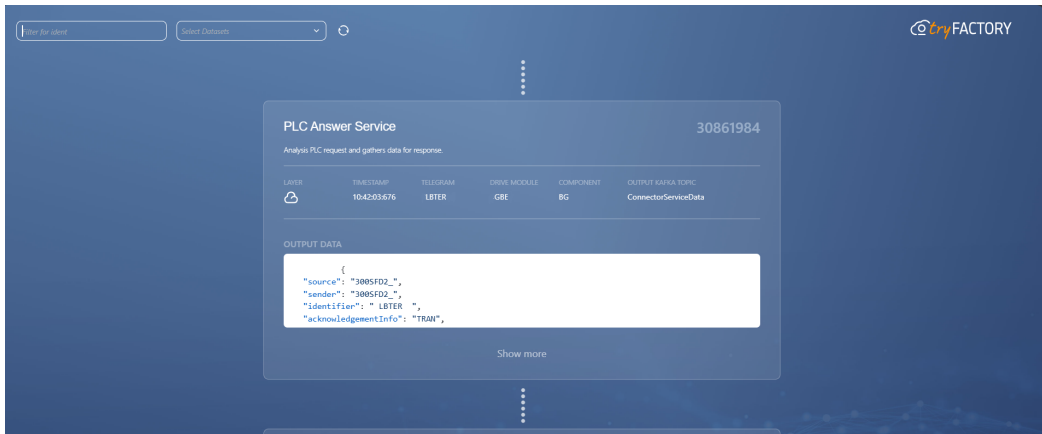 Filter for ident
Select Datasets
tryFACTORY
PLC Answer Service
30861984
Analysis PLC request and gathers data for response.
LAYER TIMESTAMP TELEGRAM DRIVE MODULE COMPONENT OUTPUT KAFKA TOPIC
10:42:03:676 LBTER GBE BG ConnectorServiceData
OUTPUT DATA
{
"source": "300SFD2_",
"sender": "300SFD2_",
"identifier": " LBTER  ",
"acknowledgementInfo": "TRAN",
Show more